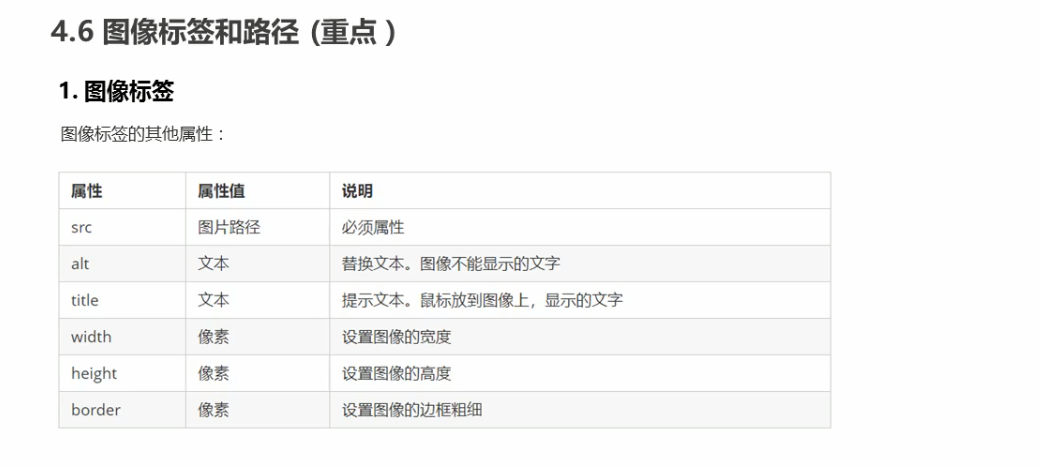 4.6 图像标签和路径 (重点 )
1. 图像标签
图像标签的其他属性：
属性 属性值 说明
src 图片路径 必须属性
alt 文本 替换文本。图像不能显示的文字
title 文本 提示文本。鼠标放到图像上，显示的文字
width 像素 设置图像的宽度
height 像素 设置图像的高度
border 像素 设置图像的边框粗细